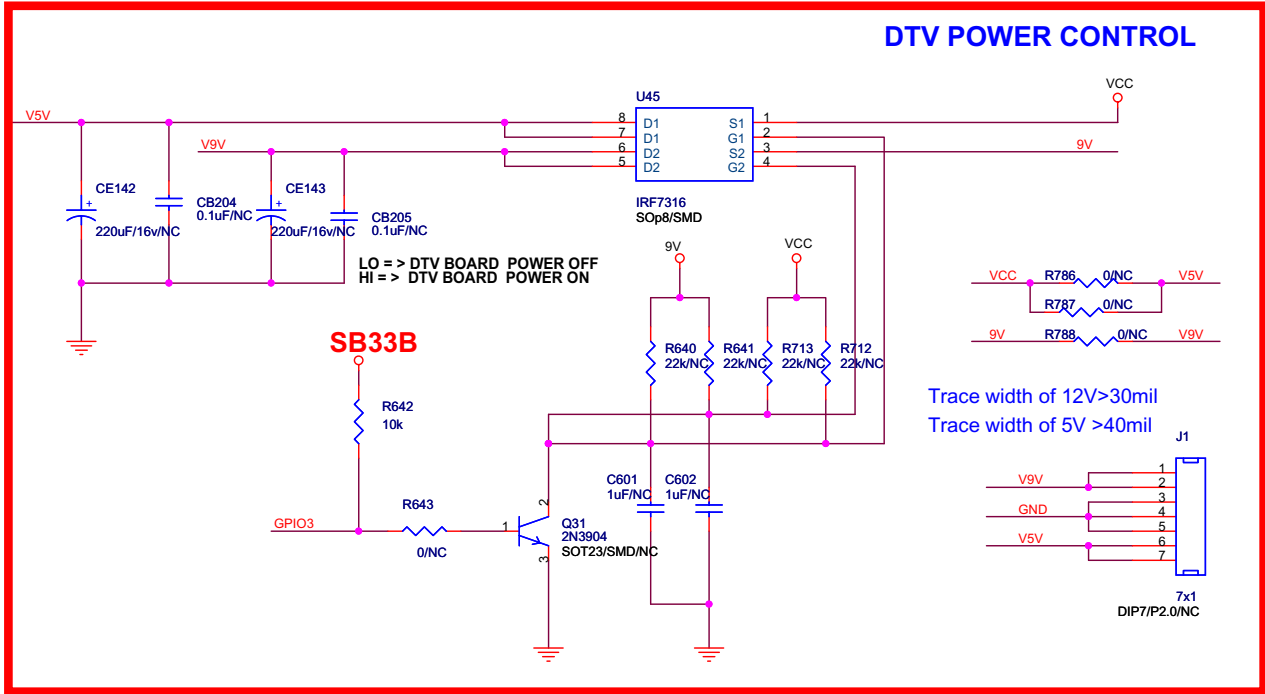 DTV POWER CONTROL
VCC
U45
V5V
8 D1 S1 1
7 D1 G1 2
V9V
6 D2 S2 3
9V
5 D2 G2 4
CE142
+
220uF/16v/NC
CB204
0.1uF/NC
CE143
+
220uF/16v/NC
CB205
0.1uF/NC
IRF7316
SOp8/SMD
LO = > DTV BOARD POWER OFF
HI = > DTV BOARD POWER ON
9V
VCC
VCC R786 0/NC V5V
R787 0/NC
9V R788 0/NC V9V
SB33B
R640
22k/NC
R641
22k/NC
R713
22k/NC
R712
22k/NC
R642
10k
Trace width of 12V>30mil
Trace width of 5V >40mil
J1
C601
1uF/NC
C602
1uF/NC
V9V
GND
V5V
1
2
3
4
5
6
7
7x1
DIP7/P2.0/NC
GPIO3
R643
0/NC
1
2
3
Q31
2N3904
SOT23/SMD/NC